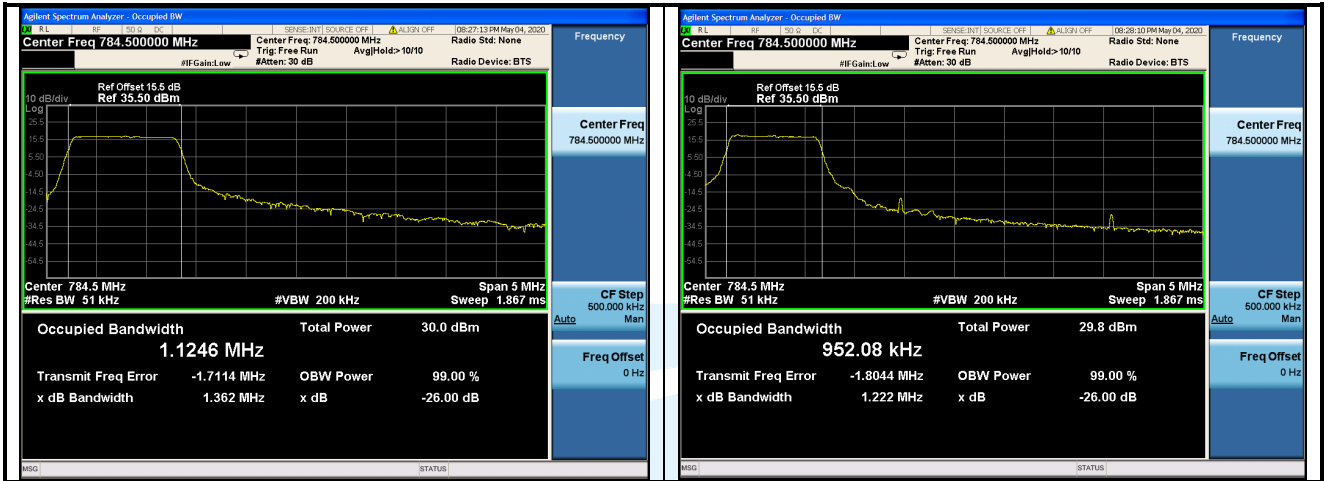 Agilent Spectrum Analyzer - Occupied BW
LXI RL RF 50 Ω DC SENSE:INT SOURCE OFF ALIGN OFF 08:27:13 PM May 04, 2020
Center Freq 784.500000 MHz
Center Freq: 784.500000 MHz
Radio Std: None
Trig: Free Run Avg|Hold:>10/10
#IFGain:Low #Atten: 30 dB
Radio Device: BTS
Ref Offset 15.5 dB
10 dB/div Ref 35.50 dBm
Log
25.5
15.5
5.50
-4.50
-14.5
-24.5
-34.5
-44.5
-54.5
Center 784.5 MHz Span 5 MHz
#Res BW 51 kHz #VBW 200 kHz Sweep 1.867 ms
Occupied Bandwidth Total Power 30.0 dBm
1.1246 MHz
Transmit Freq Error -1.7114 MHz OBW Power 99.00 %
x dB Bandwidth 1.362 MHz x dB -26.00 dB
MSG STATUS
Frequency
Center Freq
784.500000 MHz
CF Step
500.000 kHz
Auto Man
Freq Offset
0 Hz
Agilent Spectrum Analyzer - Occupied BW
LXI RL RF 50 Ω DC SENSE:INT SOURCE OFF ALIGN OFF 08:28:10 PM May 04, 2020
Center Freq 784.500000 MHz
Center Freq: 784.500000 MHz
Radio Std: None
Trig: Free Run Avg|Hold:>10/10
#IFGain:Low #Atten: 30 dB
Radio Device: BTS
Ref Offset 15.5 dB
10 dB/div Ref 35.50 dBm
Log
25.5
15.5
5.50
-4.50
-14.5
-24.5
-34.5
-44.5
-54.5
Center 784.5 MHz Span 5 MHz
#Res BW 51 kHz #VBW 200 kHz Sweep 1.867 ms
Occupied Bandwidth Total Power 29.8 dBm
952.08 kHz
Transmit Freq Error -1.8044 MHz OBW Power 99.00 %
x dB Bandwidth 1.222 MHz x dB -26.00 dB
MSG STATUS
Frequency
Center Freq
784.500000 MHz
CF Step
500.000 kHz
Auto Man
Freq Offset
0 Hz